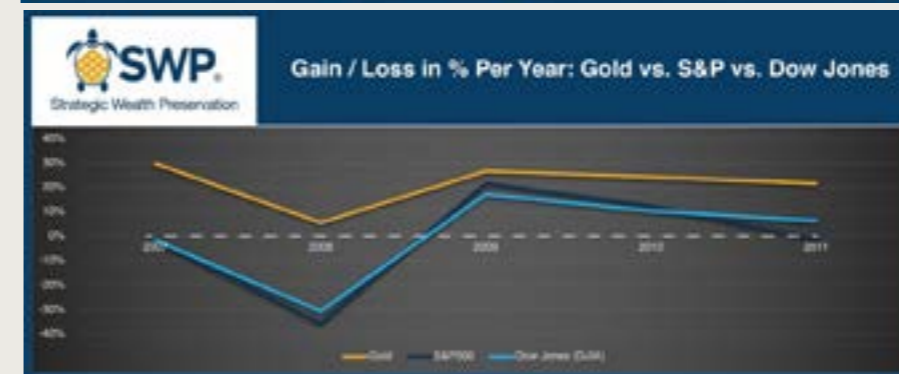 SWP®
Strategic Wealth Preservation
Gain / Loss in % Per Year: Gold vs. S&P vs. Dow Jones
40%
30%
20%
10%
0%
-10%
-20%
-30%
-40%
2007 2008 2009 2010 2011
Gold S&P500 Dow Jones (DJIA)